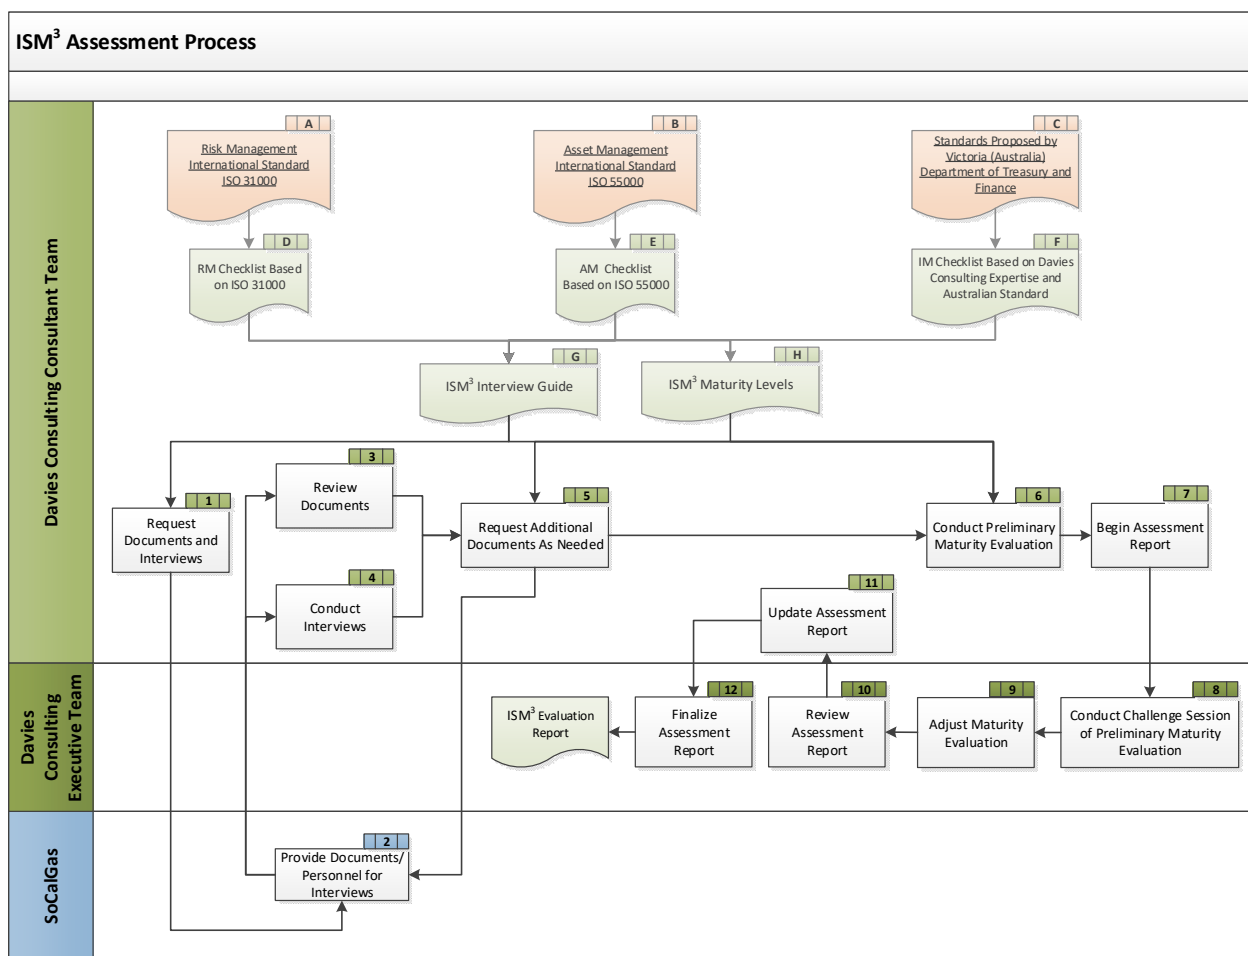 ISM³ Assessment Process
Davies Consulting Consultant Team
A
Risk Management
International Standard
ISO 31000
B
Asset Management
International Standard
ISO 55000
C
Standards Proposed by
Victoria (Australia)
Department of Treasury and
Finance
D
RM Checklist Based
on ISO 31000
E
AM Checklist
Based on ISO 55000
F
IM Checklist Based on Davies
Consulting Expertise and
Australian Standard
G
ISM³ Interview Guide
H
ISM³ Maturity Levels
1
Request
Documents and
Interviews
3
Review
Documents
4
Conduct
Interviews
5
Request Additional
Documents As Needed
6
Conduct Preliminary
Maturity Evaluation
7
Begin Assessment
Report
11
Update Assessment
Report
Davies
Consulting
Executive Team
ISM³ Evaluation
Report
12
Finalize
Assessment
Report
10
Review
Assessment
Report
9
Adjust Maturity
Evaluation
8
Conduct Challenge Session
of Preliminary Maturity
Evaluation
SoCalGas
2
Provide Documents/
Personnel for
Interviews